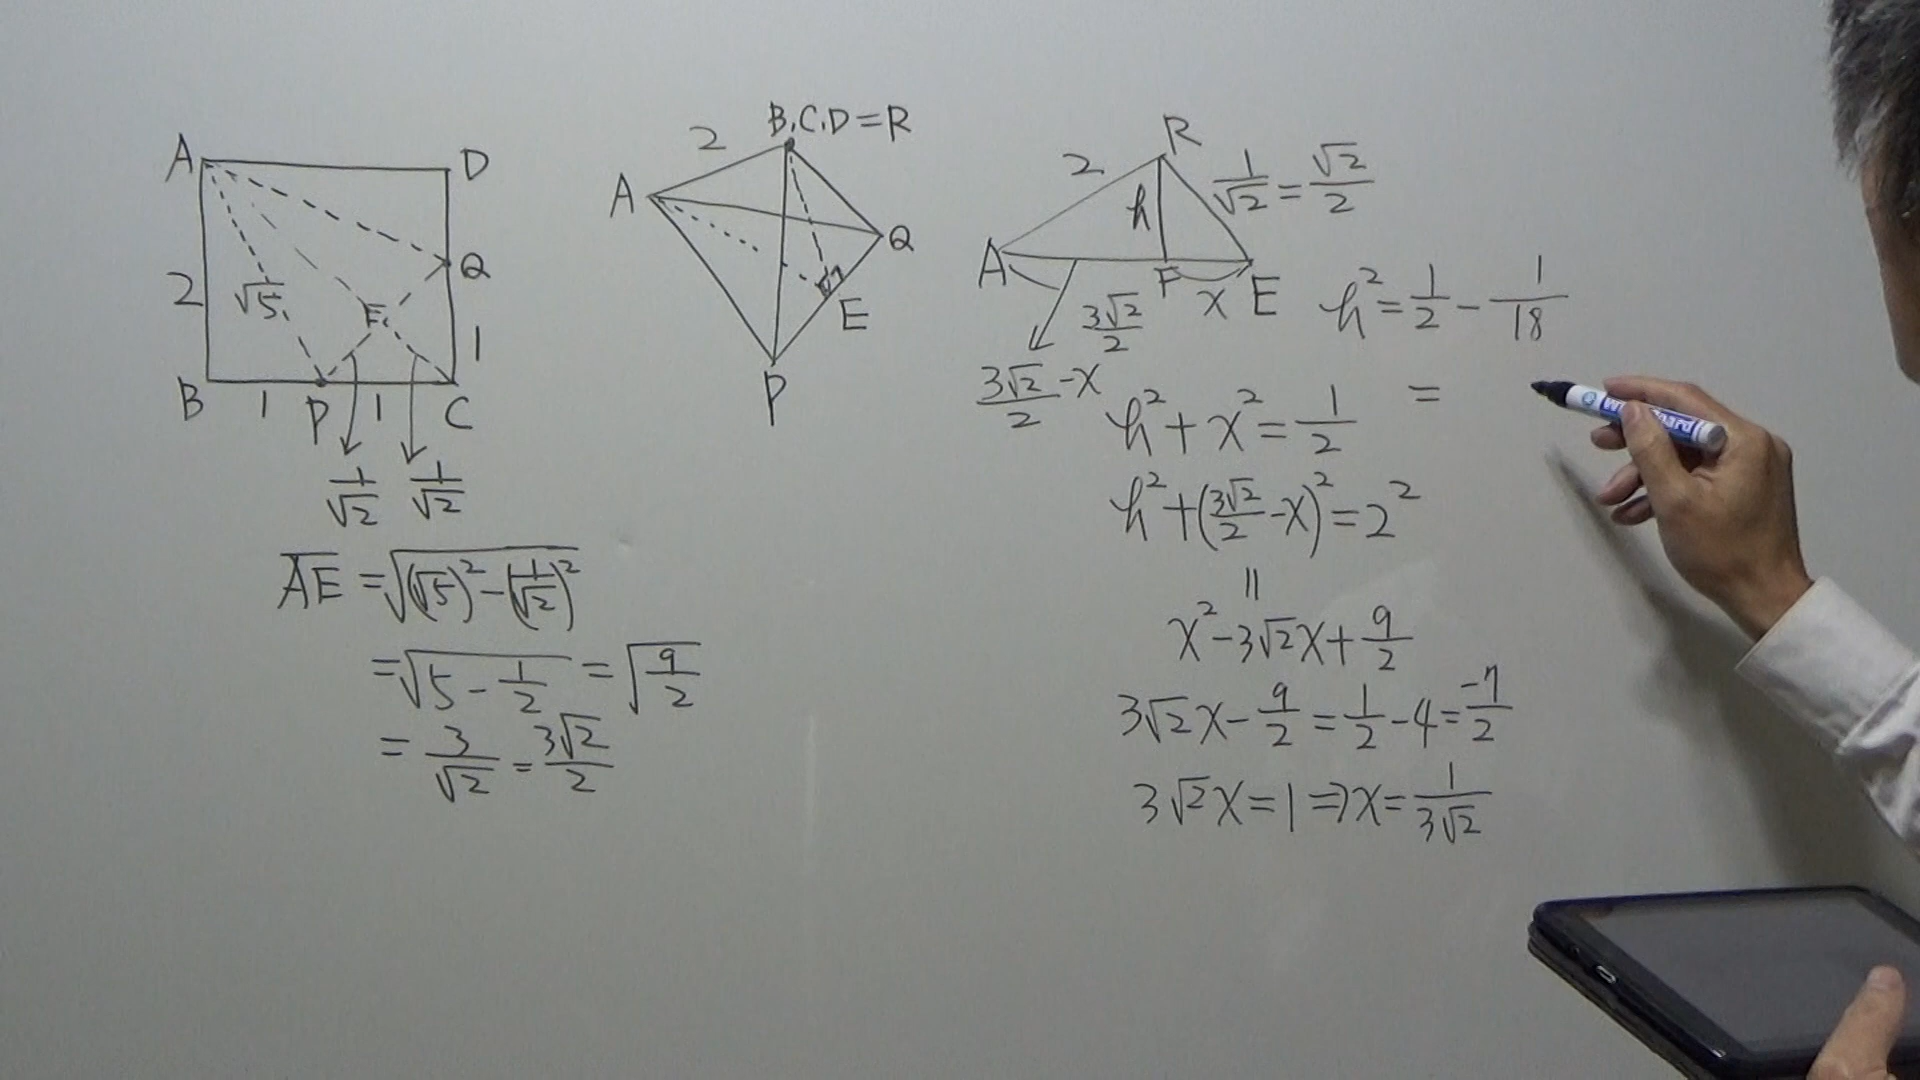 A D
2 √5 E Q
1
B 1 P 1 C
1/√2 1/√2
AE = √((√5)² - (1/√2)²)
= √(5 - 1/2) = √(9/2)
= 3/√2 = 3√2/2
B,C,D = R
2
A Q
E
P
R
2 h 1/√2 = √2/2
A F x E
3√2/2
3√2/2 - x
h² + x² = 1/2
h² + (3√2/2 - x)² = 2²
||
x² - 3√2x + 9/2
3√2x - 9/2 = 1/2 - 4 = -7/2
3√2x = 1 ⇒ x = 1/3√2
h² = 1/2 - 1/18
=